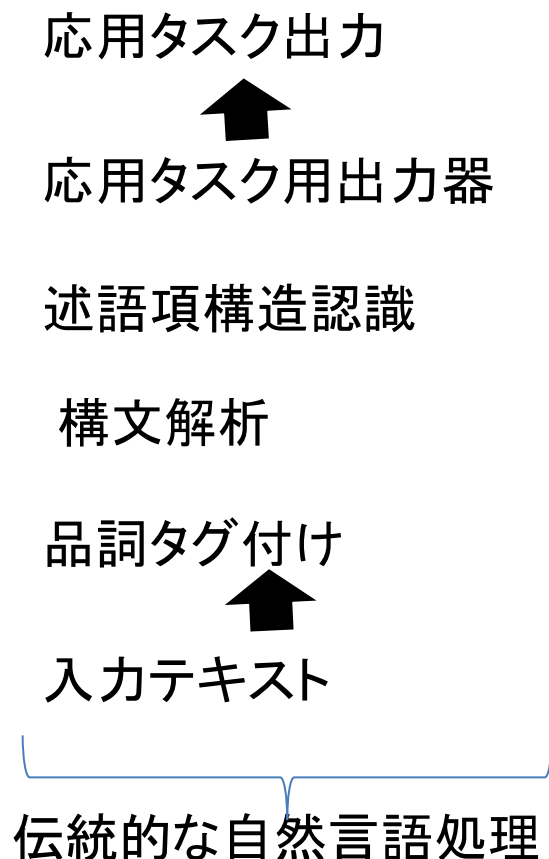 応用タスク出力
応用タスク用出力器
述語項構造認識
構文解析
品詞タグ付け
入力テキスト
伝統的な自然言語処理